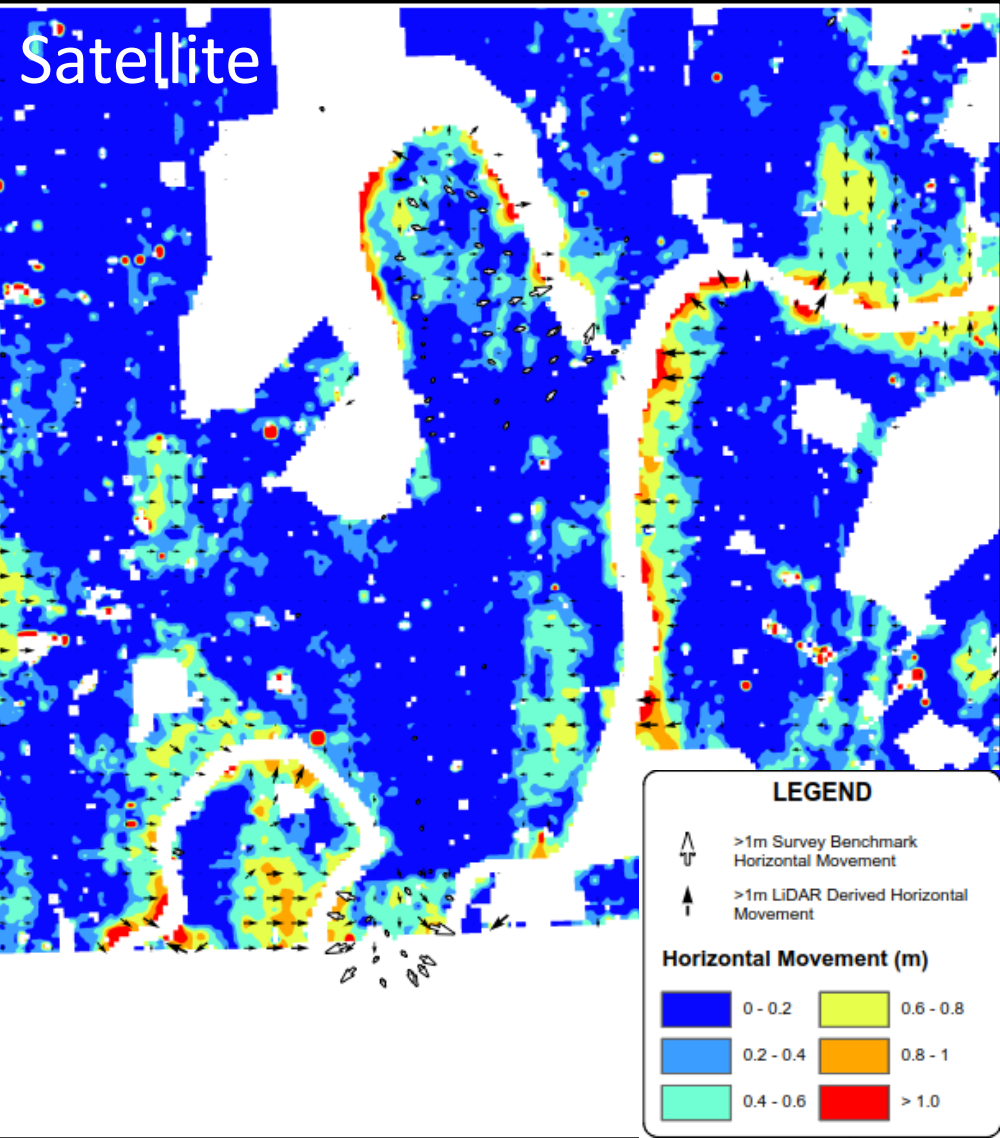 Satellite
LEGEND
>1m Survey Benchmark
Horizontal Movement
>1m LiDAR Derived Horizontal
Movement
Horizontal Movement (m)
0 - 0.2
0.6 - 0.8
0.2 - 0.4
0.8 - 1
0.4 - 0.6
> 1.0